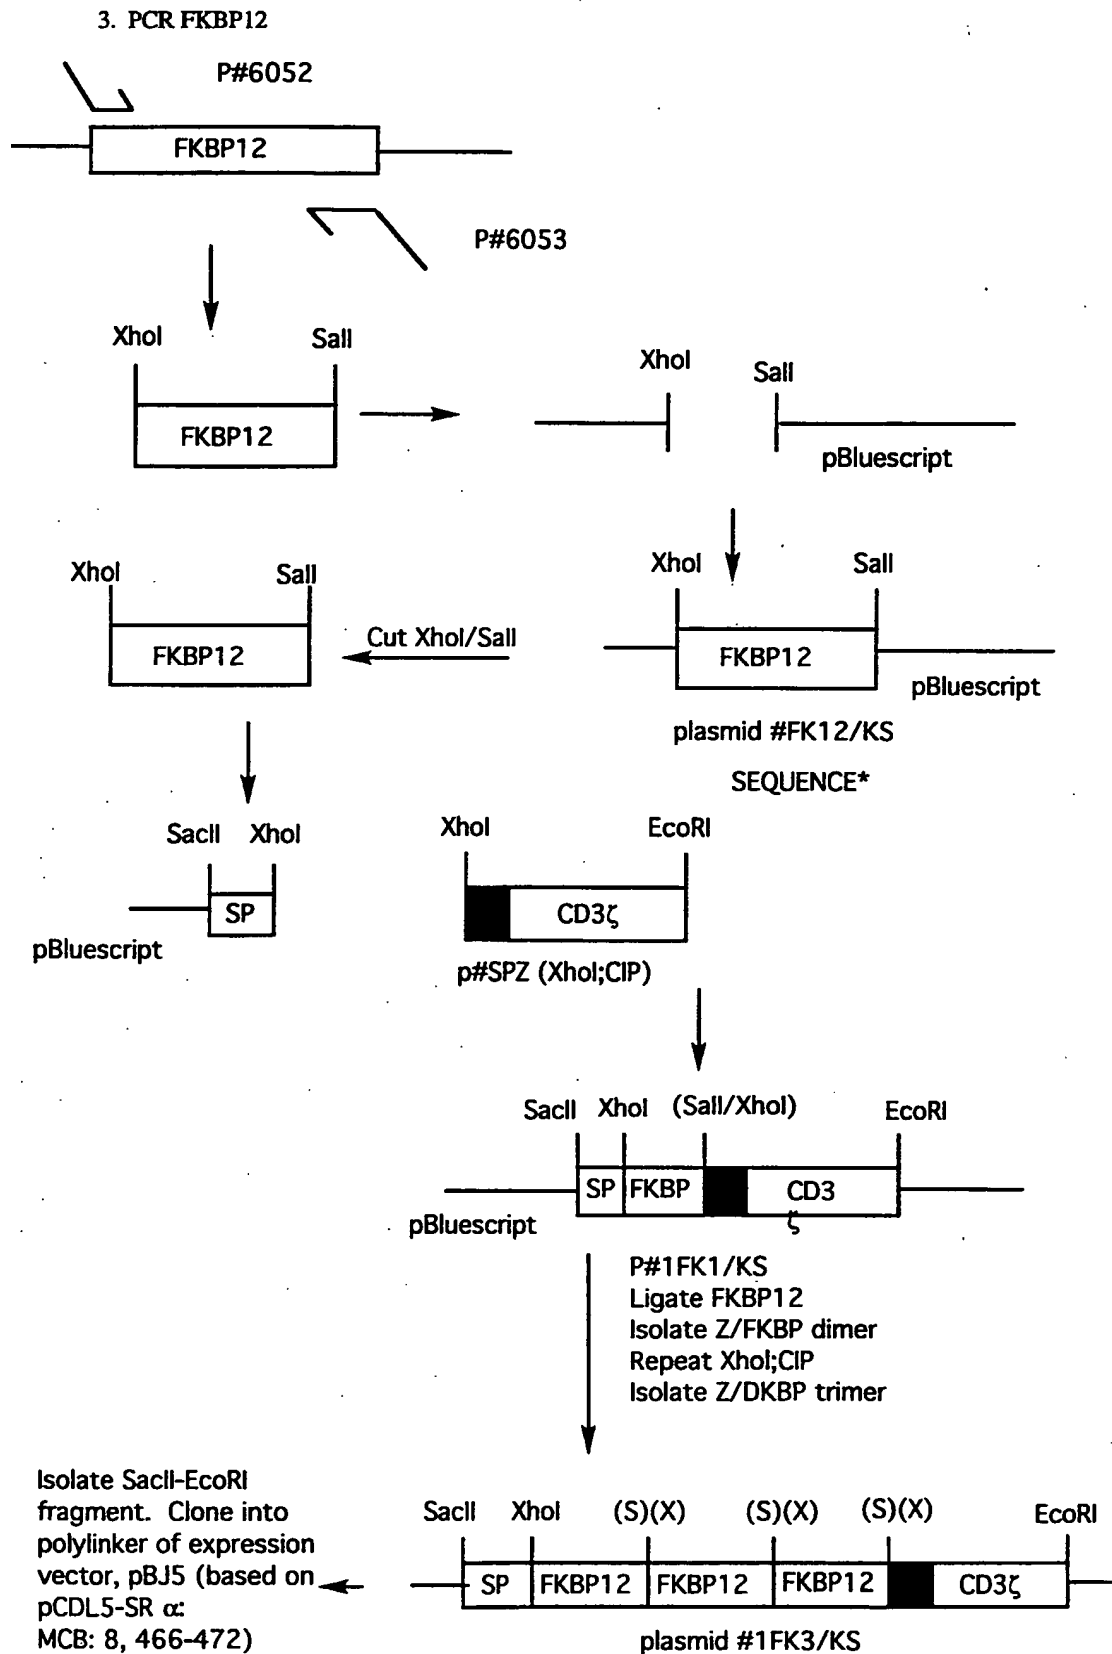 3. PCR FKBP12
P#6052
FKBP12
P#6053
XhoI SalI
FKBP12
XhoI SalI
pBluescript
XhoI SalI
FKBP12
Cut XhoI/SalI
XhoI SalI
FKBP12
pBluescript
plasmid #FK12/KS
SEQUENCE*
SacII XhoI
SP
pBluescript
XhoI EcoRI
CD3ζ
p#SPZ (XhoI;CIP)
SacII XhoI (SalI/XhoI) EcoRI
SP FKBP CD3
ζ
pBluescript
P#1FK1/KS
Ligate FKBP12
Isolate Z/FKBP dimer
Repeat XhoI;CIP
Isolate Z/DKBP trimer
Isolate SacII-EcoRI
fragment. Clone into
polylinker of expression
vector, pBJ5 (based on
pCDL5-SR α:
MCB: 8, 466-472)
SacII XhoI (S)(X) (S)(X) (S)(X) EcoRI
SP FKBP12 FKBP12 FKBP12 CD3ζ
plasmid #1FK3/KS